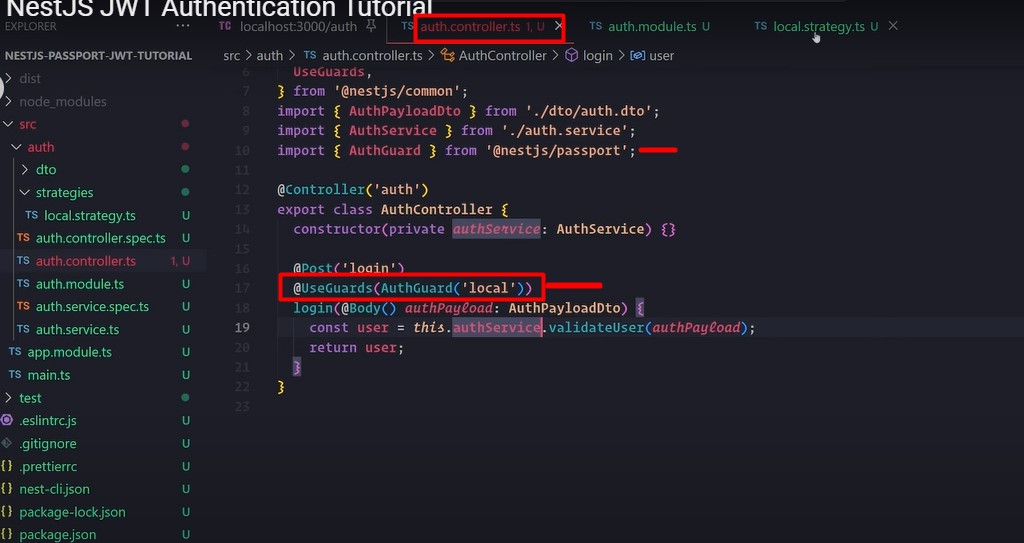 NestJS JWT Authentication Tutorial
EXPLORER ···
localhost:3000/auth
TS auth.controller.ts 1, U ×
TS auth.module.ts U
TS local.strategy.ts U ×
NESTJS-PASSPORT-JWT-TUTORIAL
src > auth > TS auth.controller.ts > AuthController > login > user
> dist
> node_modules
src
auth
> dto
strategies
TS local.strategy.ts U
TS auth.controller.spec.ts U
TS auth.controller.ts 1, U
TS auth.module.ts U
TS auth.service.spec.ts U
TS auth.service.ts U
TS app.module.ts U
TS main.ts U
> test
.eslintrc.js U
.gitignore U
{} .prettierrc U
{} nest-cli.json U
{} package-lock.json U
{} package.json U
6 UseGuards,
7 } from '@nestjs/common';
8 import { AuthPayloadDto } from './dto/auth.dto';
9 import { AuthService } from './auth.service';
10 import { AuthGuard } from '@nestjs/passport';
11
12 @Controller('auth')
13 export class AuthController {
14 constructor(private authService: AuthService) {}
15
16 @Post('login')
17 @UseGuards(AuthGuard('local'))
18 login(@Body() authPayload: AuthPayloadDto) {
19 const user = this.authService.validateUser(authPayload);
20 return user;
21 }
22 }
23